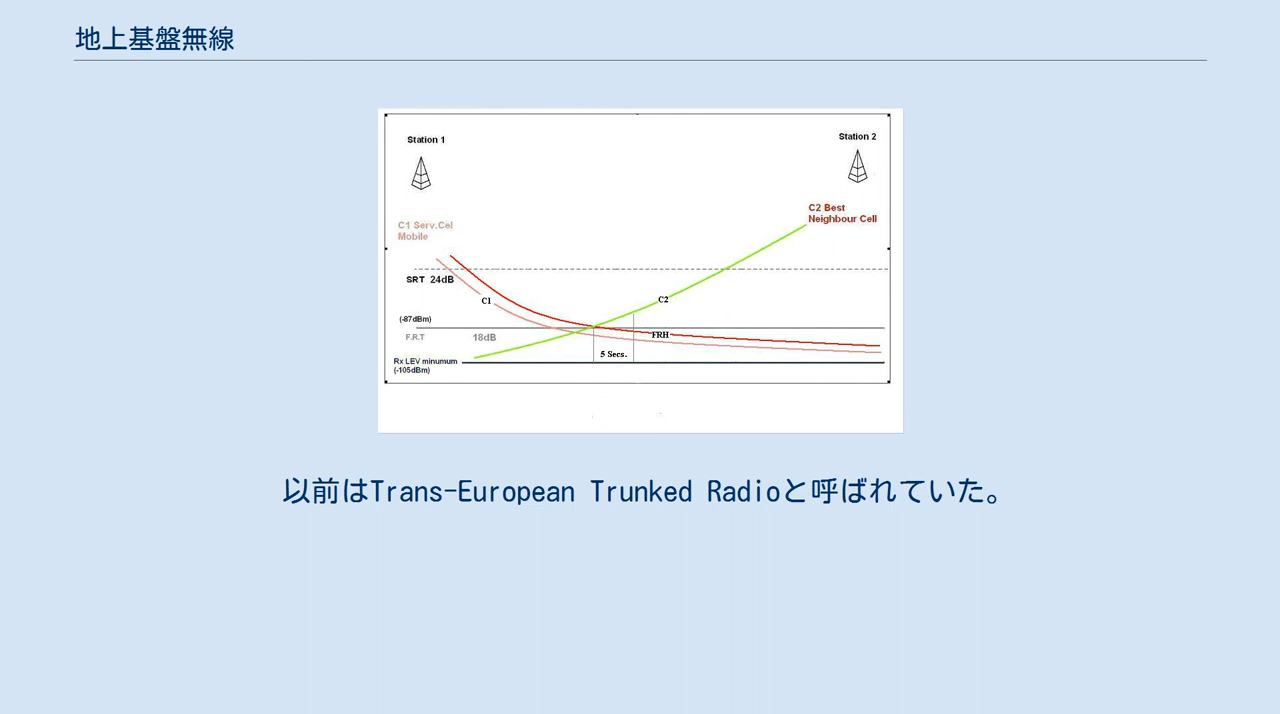 地上基盤無線
Station 1
Station 2
C2 Best
Neighbour Cell
C1 Serv.Cel
Mobile
SRT 24dB
C1
C2
(-87dBm)
F.R.T 18dB
FRH
5 Secs.
Rx LEV minumum
(-105dBm)
以前はTrans-European Trunked Radioと呼ばれていた。